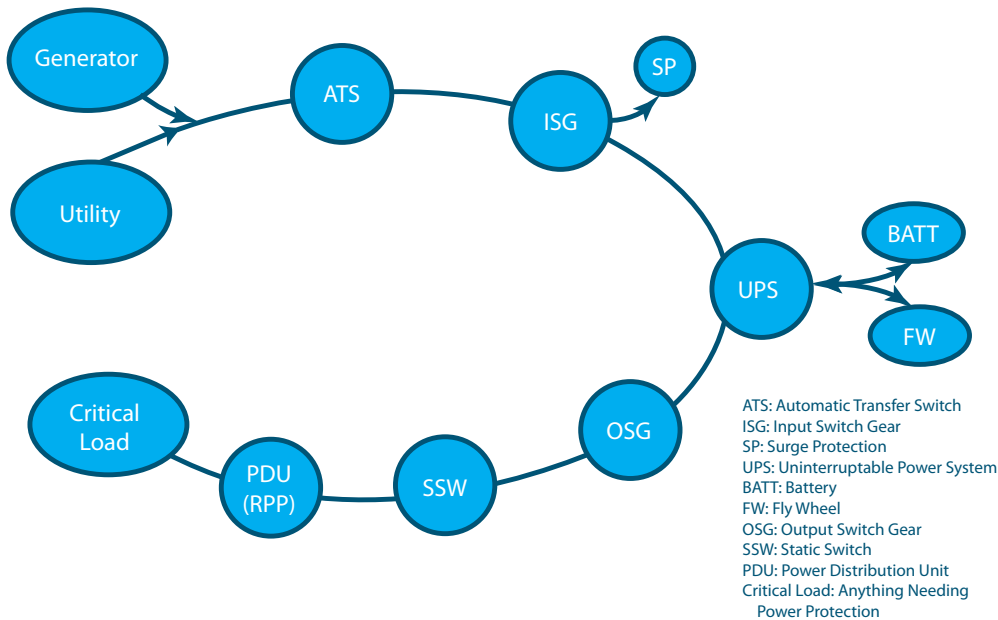 Generator
ATS
SP
ISG
Utility
BATT
UPS
FW
Critical
Load
OSG
PDU
(RPP)
SSW
ATS: Automatic Transfer Switch
ISG: Input Switch Gear
SP: Surge Protection
UPS: Uninterruptable Power System
BATT: Battery
FW: Fly Wheel
OSG: Output Switch Gear
SSW: Static Switch
PDU: Power Distribution Unit
Critical Load: Anything Needing
Power Protection